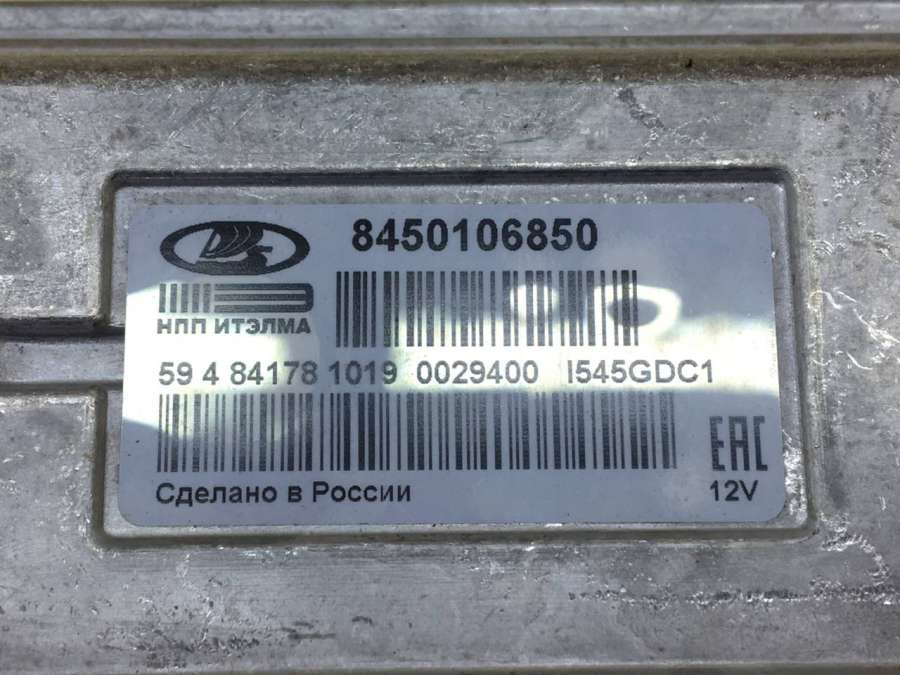 8450106850
НПП ИТЭЛМА
59 4 84178 1019 0029400 I545GDC1
EAC
Сделано в России
12V